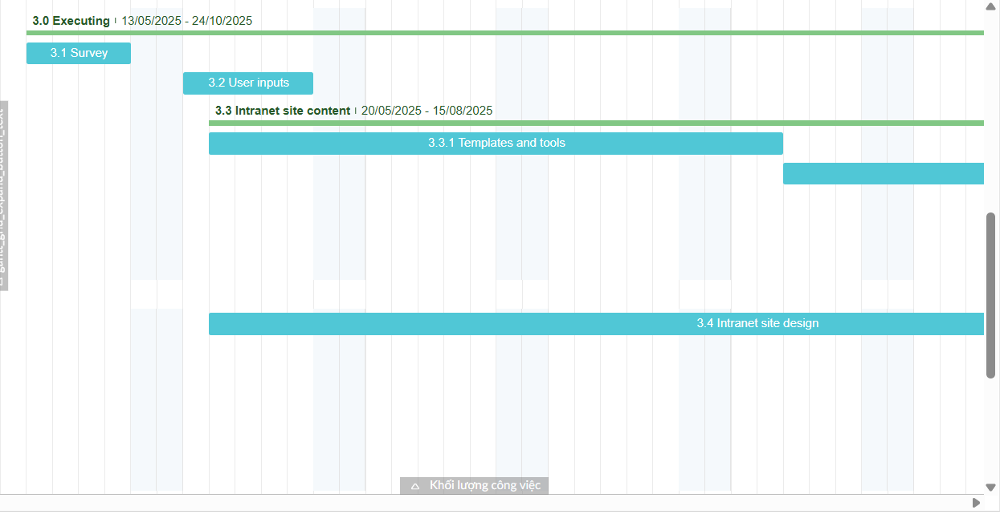 3.0 Executing | 13/05/2025 - 24/10/2025
3.1 Survey
3.2 User inputs
3.3 Intranet site content | 20/05/2025 - 15/08/2025
3.3.1 Templates and tools
3.4 Intranet site design
Khối lượng công việc
gantt_grid_expand_button_text